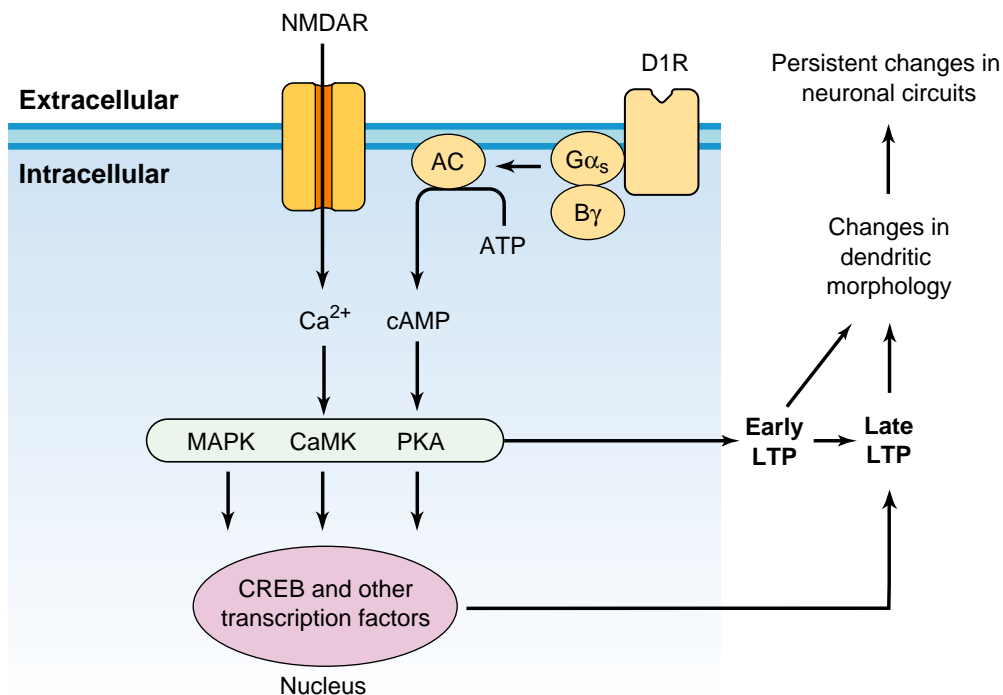 NMDAR
D1R
Persistent changes in
neuronal circuits
Extracellular
Intracellular
AC
Gαs
Bγ
ATP
Changes in
dendritic
morphology
Ca2+
cAMP
MAPK CaMK PKA
Early
LTP
Late
LTP
CREB and other
transcription factors
Nucleus